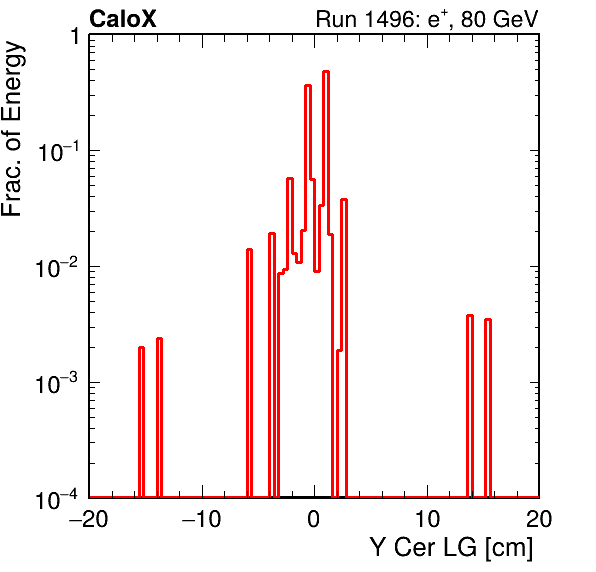 CaloX Run 1496: e⁺, 80 GeV
Frac. of Energy
1
10⁻¹
10⁻²
10⁻³
10⁻⁴
−20 −10 0 10 20
Y Cer LG [cm]